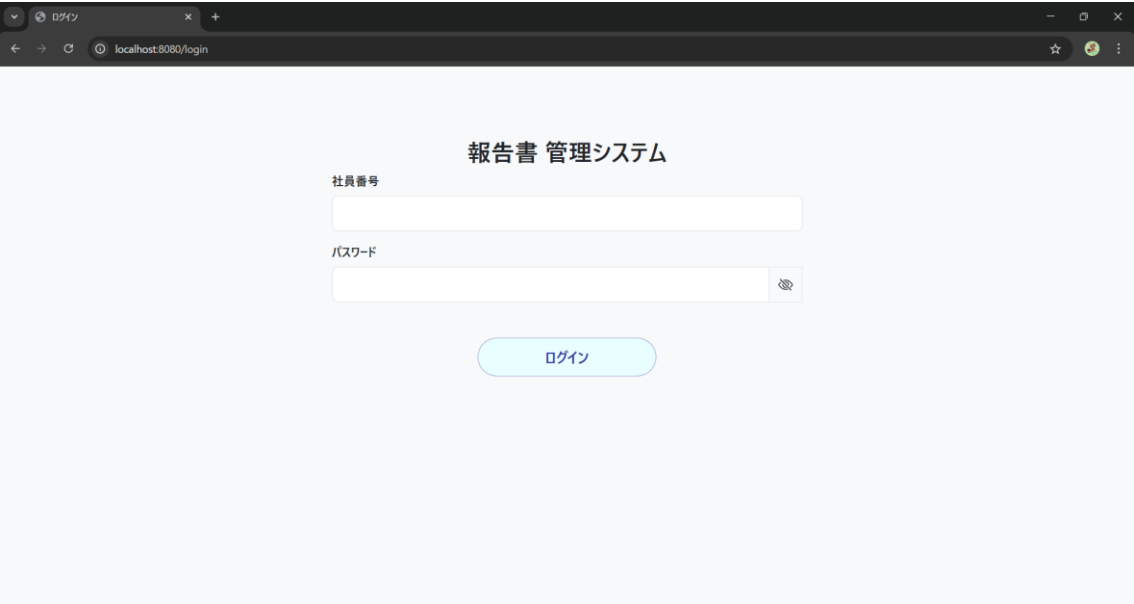 ログイン
localhost:8080/login
報告書 管理システム
社員番号
パスワード
ログイン